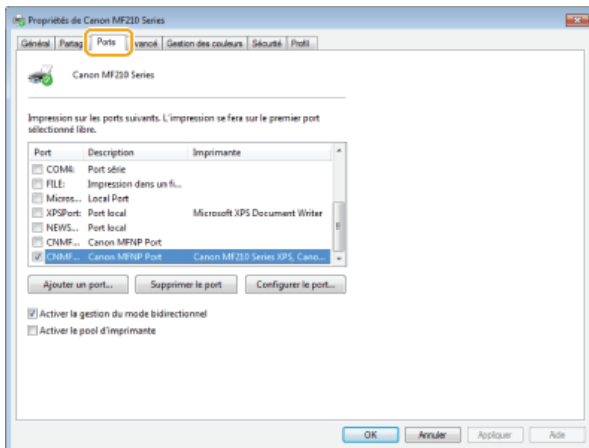 Propriétés de Canon MF210 Series
Général Partag Ports vancé Gestion des couleurs Sécurité Profil
Canon MF210 Series
Impression sur les ports suivants. L'impression se fera sur le premier port
sélectionné libre.
Port Description Imprimante
COM4: Port série
FILE: Impression dans un fi...
Micros... Local Port
XPSPort: Port local Microsoft XPS Document Writer
NEWS... Port local
CNMF... Canon MFNP Port
CNMF... Canon MFNP Port Canon MF210 Series XPS, Cano...
Ajouter un port... Supprimer le port Configurer le port...
Activer la gestion du mode bidirectionnel
Activer le pool d'imprimante
OK Annuler Appliquer Aide